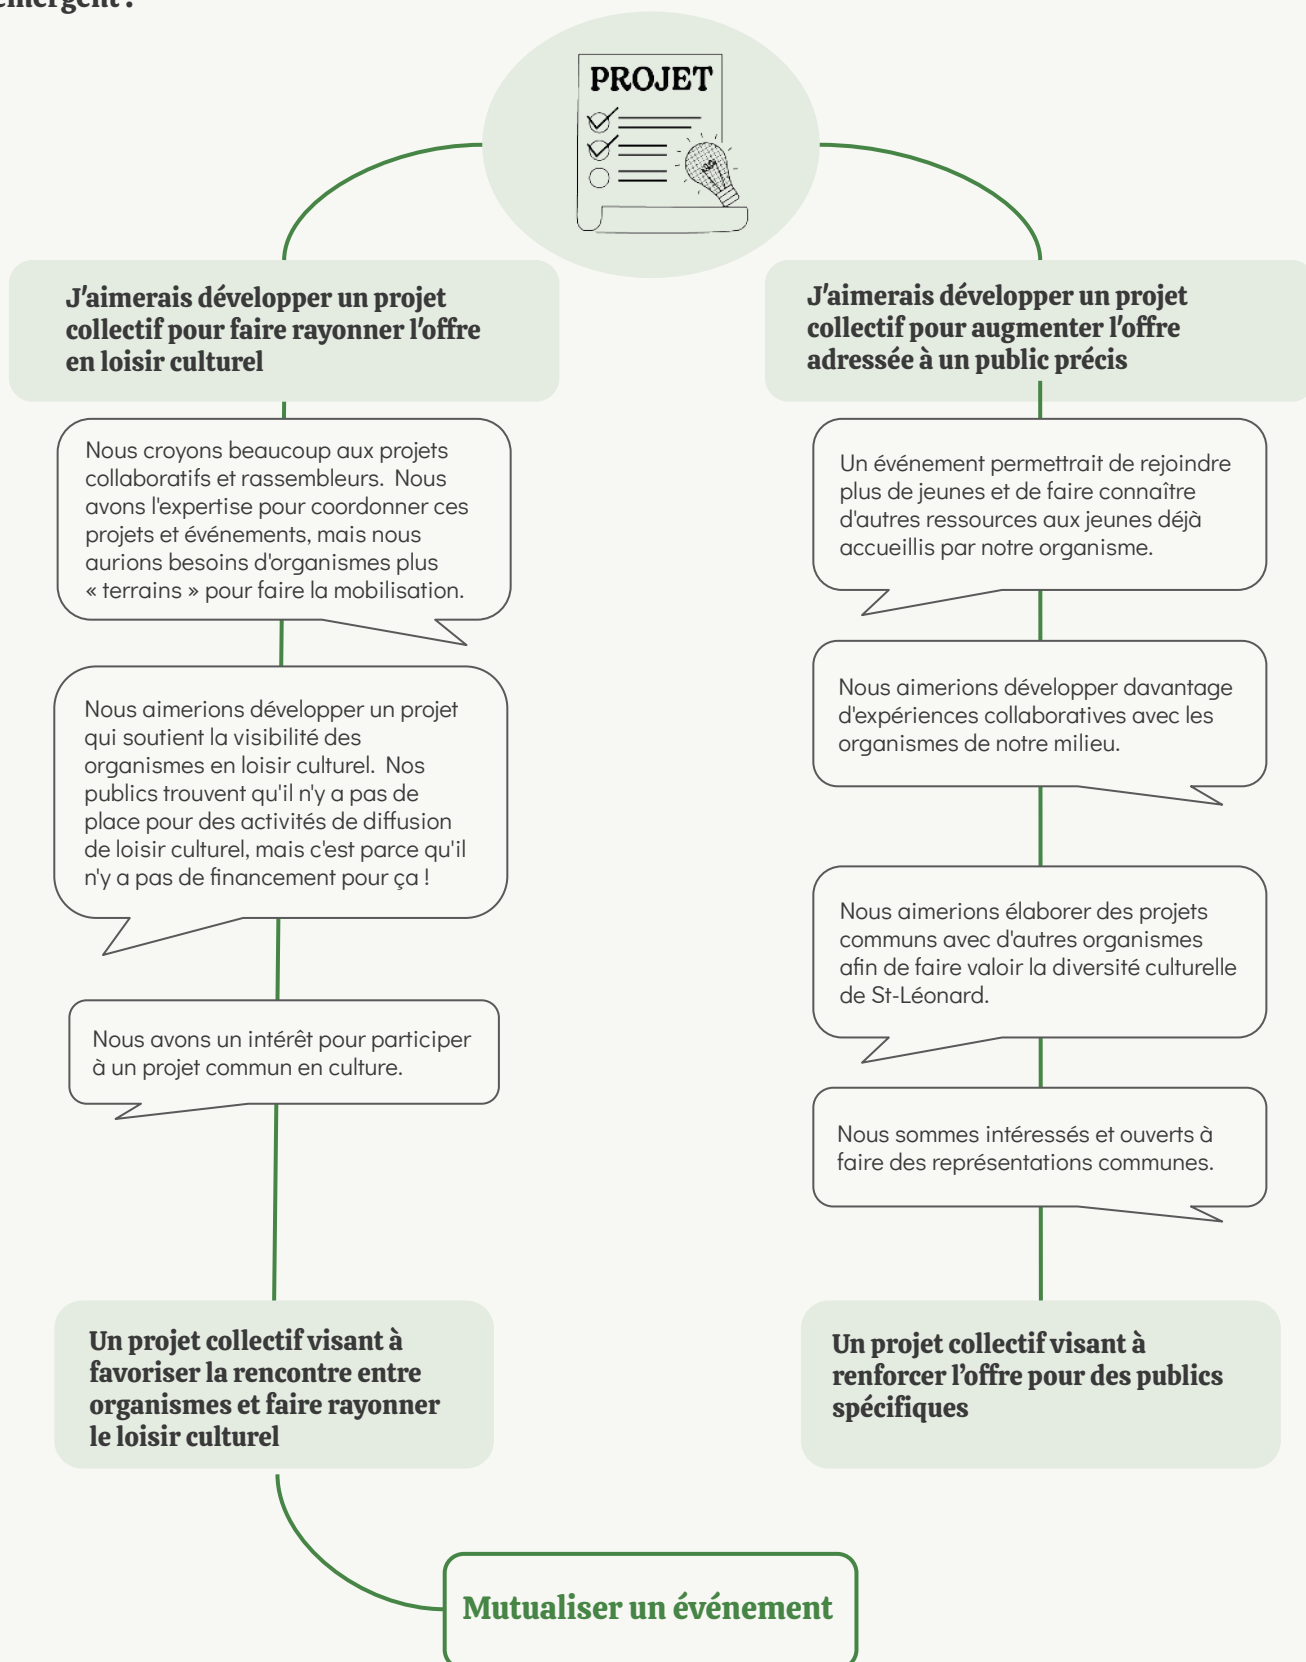 émergent :
PROJET
J'aimerais développer un projet
collectif pour faire rayonner l'offre
en loisir culturel
Nous croyons beaucoup aux projets
collaboratifs et rassembleurs. Nous
avons l'expertise pour coordonner ces
projets et événements, mais nous
aurions besoins d'organismes plus
« terrains » pour faire la mobilisation.
Nous aimerions développer un projet
qui soutient la visibilité des
organismes en loisir culturel. Nos
publics trouvent qu'il n'y a pas de
place pour des activités de diffusion
de loisir culturel, mais c'est parce qu'il
n'y a pas de financement pour ça !
Nous avons un intérêt pour participer
à un projet commun en culture.
Un projet collectif visant à
favoriser la rencontre entre
organismes et faire rayonner
le loisir culturel
J'aimerais développer un projet
collectif pour augmenter l'offre
adressée à un public précis
Un événement permettrait de rejoindre
plus de jeunes et de faire connaître
d'autres ressources aux jeunes déjà
accueillis par notre organisme.
Nous aimerions développer davantage
d'expériences collaboratives avec les
organismes de notre milieu.
Nous aimerions élaborer des projets
communs avec d'autres organismes
afin de faire valoir la diversité culturelle
de St-Léonard.
Nous sommes intéressés et ouverts à
faire des représentations communes.
Un projet collectif visant à
renforcer l’offre pour des publics
spécifiques
Mutualiser un événement